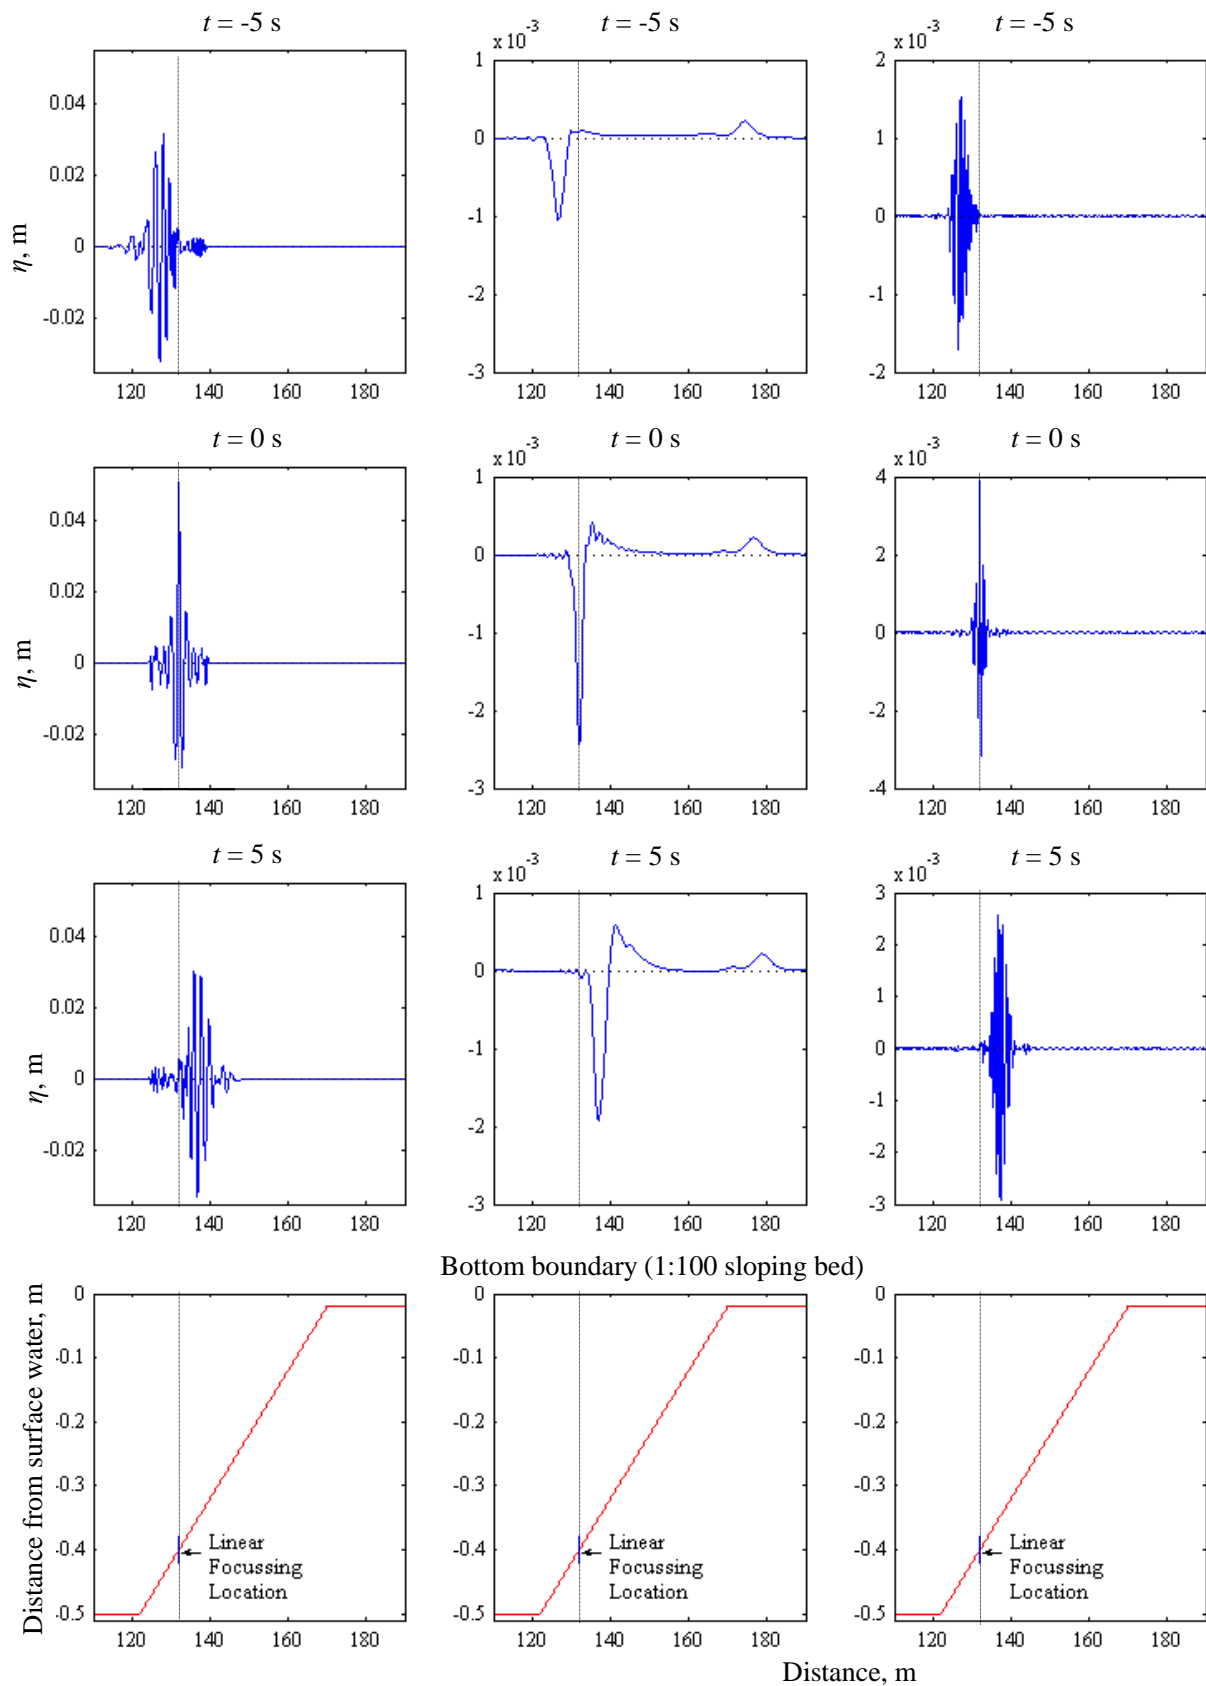 t = -5 s t = -5 s t = -5 s
x 10⁻³ x 10⁻³
0.04 1 2
0.02 0 1
0 -1 0
-0.02 -2 -1
-3 -2
η, m
120 140 160 180 120 140 160 180 120 140 160 180
t = 0 s t = 0 s t = 0 s
x 10⁻³ x 10⁻³
0.04 1 4
0.02 0 2
0 -1 0
-0.02 -2 -2
-3 -4
η, m
120 140 160 180 120 140 160 180 120 140 160 180
t = 5 s t = 5 s t = 5 s
x 10⁻³ x 10⁻³
0.04 1 3
0.02 0 2
0 -1 1
-0.02 -2 0
-3 -1
-2
-3
η, m
120 140 160 180 120 140 160 180 120 140 160 180
Bottom boundary (1:100 sloping bed)
Distance from surface water, m
0 0 0
-0.1 -0.1 -0.1
-0.2 -0.2 -0.2
-0.3 -0.3 -0.3
-0.4 Linear -0.4 Linear -0.4 Linear
Focussing Focussing Focussing
Location Location Location
-0.5 -0.5 -0.5
120 140 160 180 120 140 160 180 120 140 160 180
Distance, m